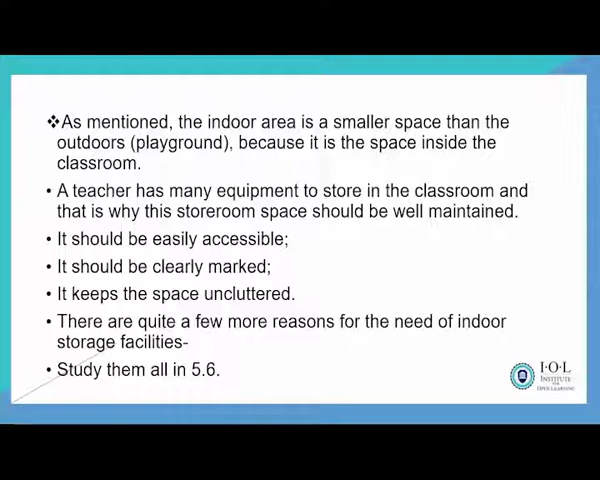 ❖As mentioned, the indoor area is a smaller space than the
outdoors (playground), because it is the space inside the
classroom.
• A teacher has many equipment to store in the classroom and
that is why this storeroom space should be well maintained.
• It should be easily accessible;
• It should be clearly marked;
• It keeps the space uncluttered.
• There are quite a few more reasons for the need of indoor
storage facilities-
• Study them all in 5.6.
I·O·L
INSTITUTE
FOR
OPEN LEARNING